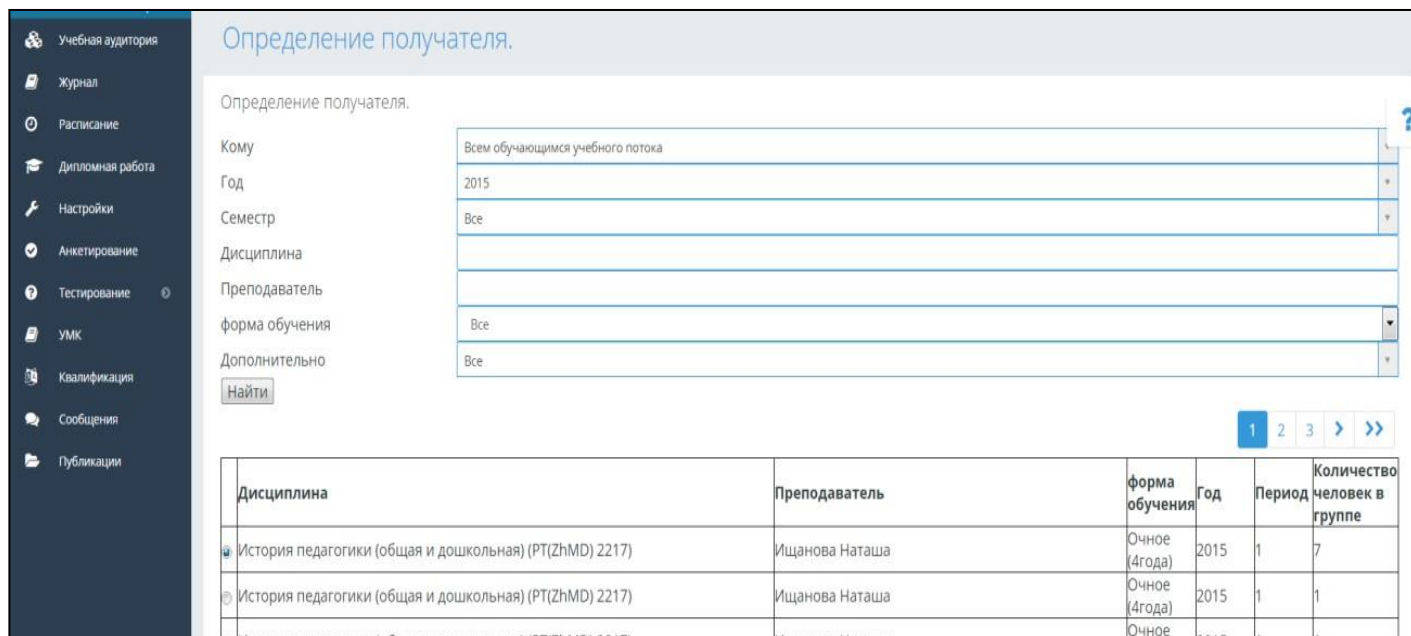 Учебная аудитория
Журнал
Расписание
Дипломная работа
Настройки
Анкетирование
Тестирование
УМК
Квалификация
Сообщения
Публикации
Определение получателя.
Определение получателя.
?
Кому Всем обучающимся учебного потока
Год 2015
Семестр Все
Дисциплина
Преподаватель
форма обучения Все
Дополнительно Все
Найти
1 2 3 > >>
Дисциплина Преподаватель форма обучения Год Период Количество человек в группе
История педагогики (общая и дошкольная) (PT(ZhMD) 2217) Ищанова Наташа Очное (4года) 2015 1 7
История педагогики (общая и дошкольная) (PT(ZhMD) 2217) Ищанова Наташа Очное (4года) 2015 1 1
Очное